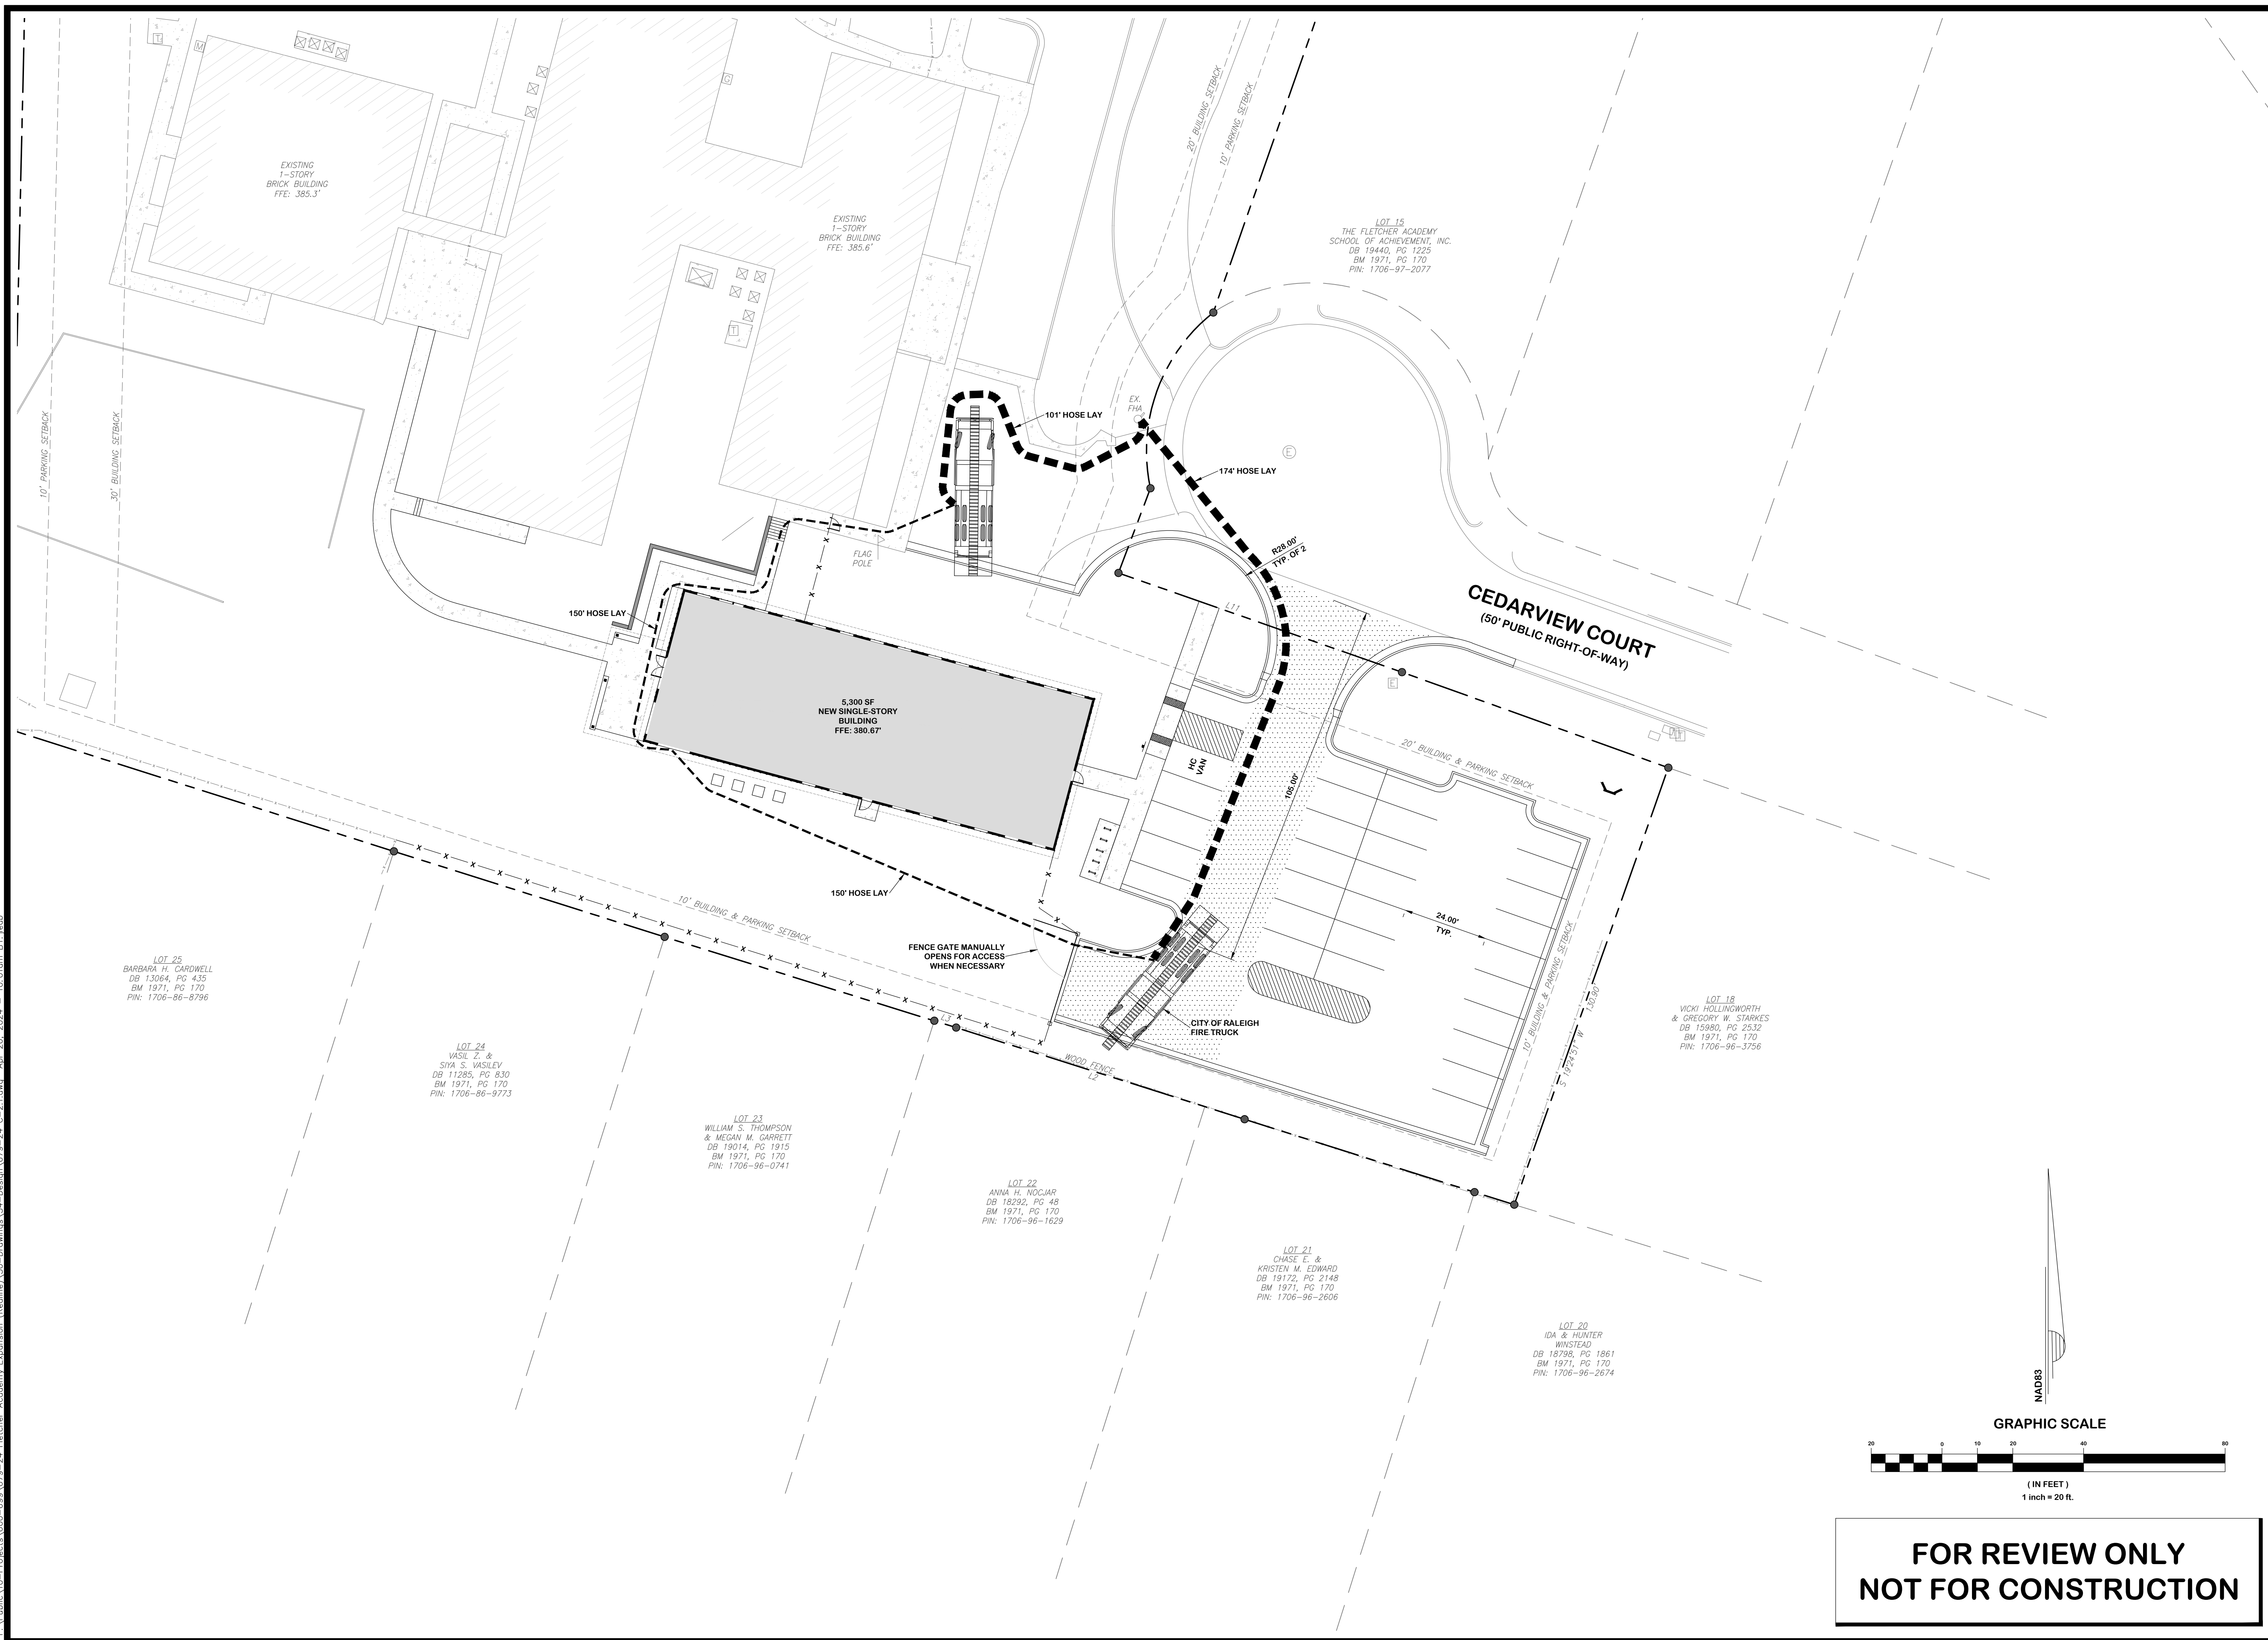 EXISTING
1-STORY
BRICK BUILDING
FFE: 385.3'
EXISTING
1-STORY
BRICK BUILDING
FFE: 385.6'
T
M
G
T
20' BUILDING SETBACK
10' PARKING SETBACK
LOT 15
THE FLETCHER ACADEMY
SCHOOL OF ACHIEVEMENT, INC.
DB 19440, PG 1225
BM 1971, PG 170
PIN: 1706-97-2077
10' PARKING SETBACK
30' BUILDING SETBACK
101' HOSE LAY
EX.
FHA
E
174' HOSE LAY
FLAG
POLE
R28.00'
TYP. OF 2
CEDARVIEW COURT
(50' PUBLIC RIGHT-OF-WAY)
150' HOSE LAY
LT1
E
5,300 SF
NEW SINGLE-STORY
BUILDING
FFE: 380.67'
HC
VAN
105.00'
20' BUILDING & PARKING SETBACK
150' HOSE LAY
10' BUILDING & PARKING SETBACK
24.00'
TYP.
FENCE GATE MANUALLY
OPENS FOR ACCESS
WHEN NECESSARY
10' BUILDING & PARKING SETBACK
S 19°24'51" W
130.90'
CITY OF RALEIGH
FIRE TRUCK
L3
WOOD FENCE
L2
LOT 25
BARBARA H. CARDWELL
DB 13064, PG 435
BM 1971, PG 170
PIN: 1706-86-8796
LOT 18
VICKI HOLLINGWORTH
& GREGORY W. STARKES
DB 15980, PG 2532
BM 1971, PG 170
PIN: 1706-96-3756
LOT 24
VASIL Z. &
SIYA S. VASILEV
DB 11285, PG 830
BM 1971, PG 170
PIN: 1706-86-9773
LOT 23
WILLIAM S. THOMPSON
& MEGAN M. GARRETT
DB 19014, PG 1915
BM 1971, PG 170
PIN: 1706-96-0741
LOT 22
ANNA H. NOCJAR
DB 18292, PG 48
BM 1971, PG 170
PIN: 1706-96-1629
LOT 21
CHASE E. &
KRISTEN M. EDWARD
DB 19172, PG 2148
BM 1971, PG 170
PIN: 1706-96-2606
LOT 20
IDA & HUNTER
WINSTEAD
DB 18798, PG 1861
BM 1971, PG 170
PIN: 1706-96-2674
NAD83
GRAPHIC SCALE
20 0 10 20 40 80
( IN FEET )
1 inch = 20 ft.
FOR REVIEW ONLY
NOT FOR CONSTRUCTION